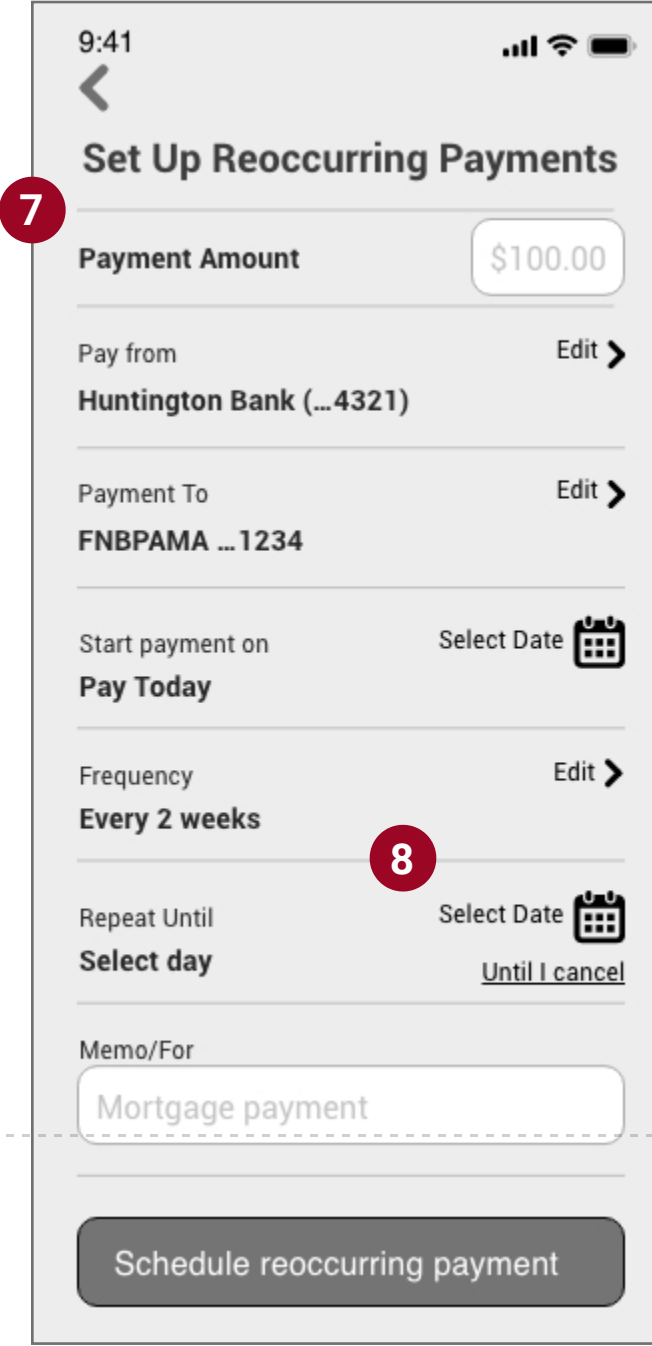 9:41
Set Up Reoccurring Payments
7
Payment Amount $100.00
Pay from Edit
Huntington Bank (...4321)
Payment To Edit
FNBPAMA ...1234
Start payment on Select Date
Pay Today
Frequency Edit
Every 2 weeks
8
Repeat Until Select Date
Select day Until I cancel
Memo/For
Mortgage payment
Schedule reoccurring payment